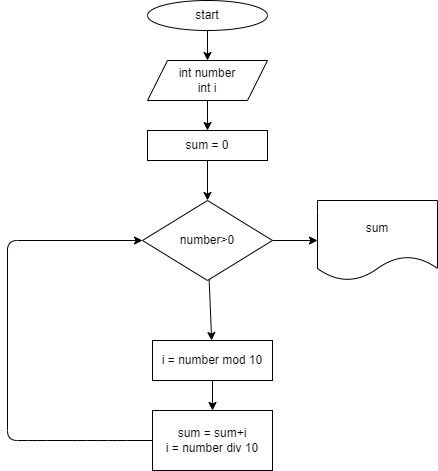 start
int number
int i
sum = 0
number>0
sum
i = number mod 10
sum = sum+i
i = number div 10